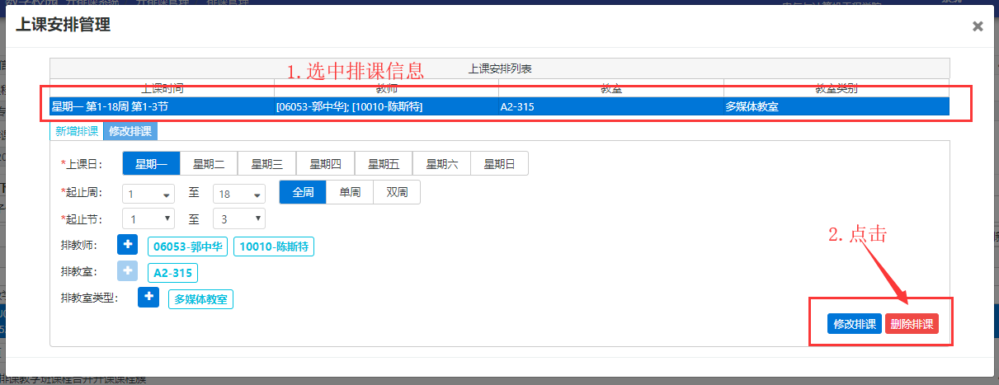 上课安排管理
1.选中排课信息
上课安排列表
上课时间 教师 教室 教室类别
星期一 第1-18周 第1-3节 [06053-郭中华]; [10010-陈斯特] A2-315 多媒体教室
新增排课 修改排课
*上课日: 星期一 星期二 星期三 星期四 星期五 星期六 星期日
*起止周: 1 至 18 全周 单周 双周
*起止节: 1 至 3
2.点击
排教师: 06053-郭中华 10010-陈斯特
排教室: A2-315
排教室类型: 多媒体教室
修改排课 删除排课